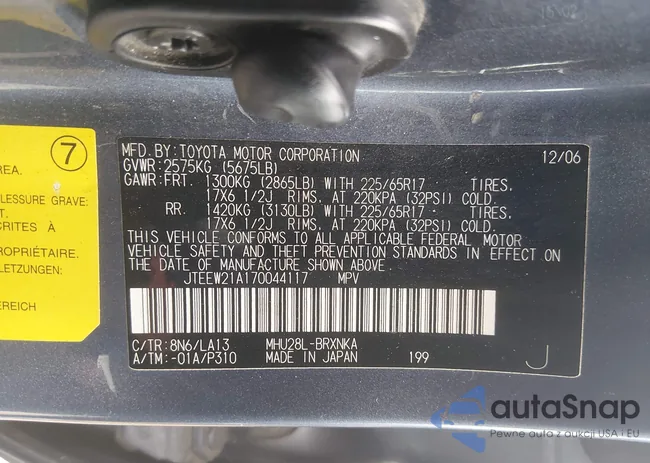 7
MFD. BY: TOYOTA MOTOR CORPORATION 12/06
GVWR: 2575KG (5675LB)
GAWR: FRT. 1300KG (2865LB) WITH 225/65R17 TIRES.
17X6 1/2J RIMS. AT 220KPA (32PSI) COLD.
RR. 1420KG (3130LB) WITH 225/65R17 TIRES.
17X6 1/2J RIMS. AT 220KPA (32PSI) COLD.
THIS VEHICLE CONFORMS TO ALL APPLICABLE FEDERAL MOTOR
VEHICLE SAFETY AND THEFT PREVENTION STANDARDS IN EFFECT ON
THE DATE OF MANUFACTURE SHOWN ABOVE.
JTEEW21A170044117 MPV
C/TR: 8N6/LA13 MHU28L-BRXNKA
A/TM: -01A/P310 MADE IN JAPAN 199 J
REA.
LESSURE GRAVE:
T.
CRITES À
PROPRIÉTAIRE.
LETZUNGEN:
BEREICH
autaSnap
Pewne auta z aukcji USA i EU